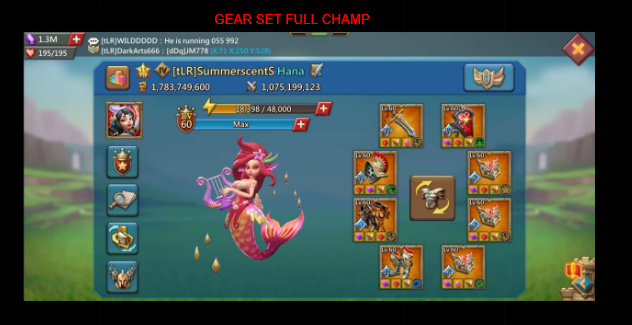 GEAR SET FULL CHAMP
1.3M
195/195
[tLR]WILDDDDD : He is running 055 992
[tLR]DarkArts666 : [dDq]JM778 (K:71 X:250 Y:528)
[tLR]SummerscentS Hana
1,783,749,600
1,075,199,123
/ 48,000
LV
60
Max
Lv.60
Lv.60
Lv.60
Lv.60
Lv.60
Lv.60
Lv.60
Lv.60